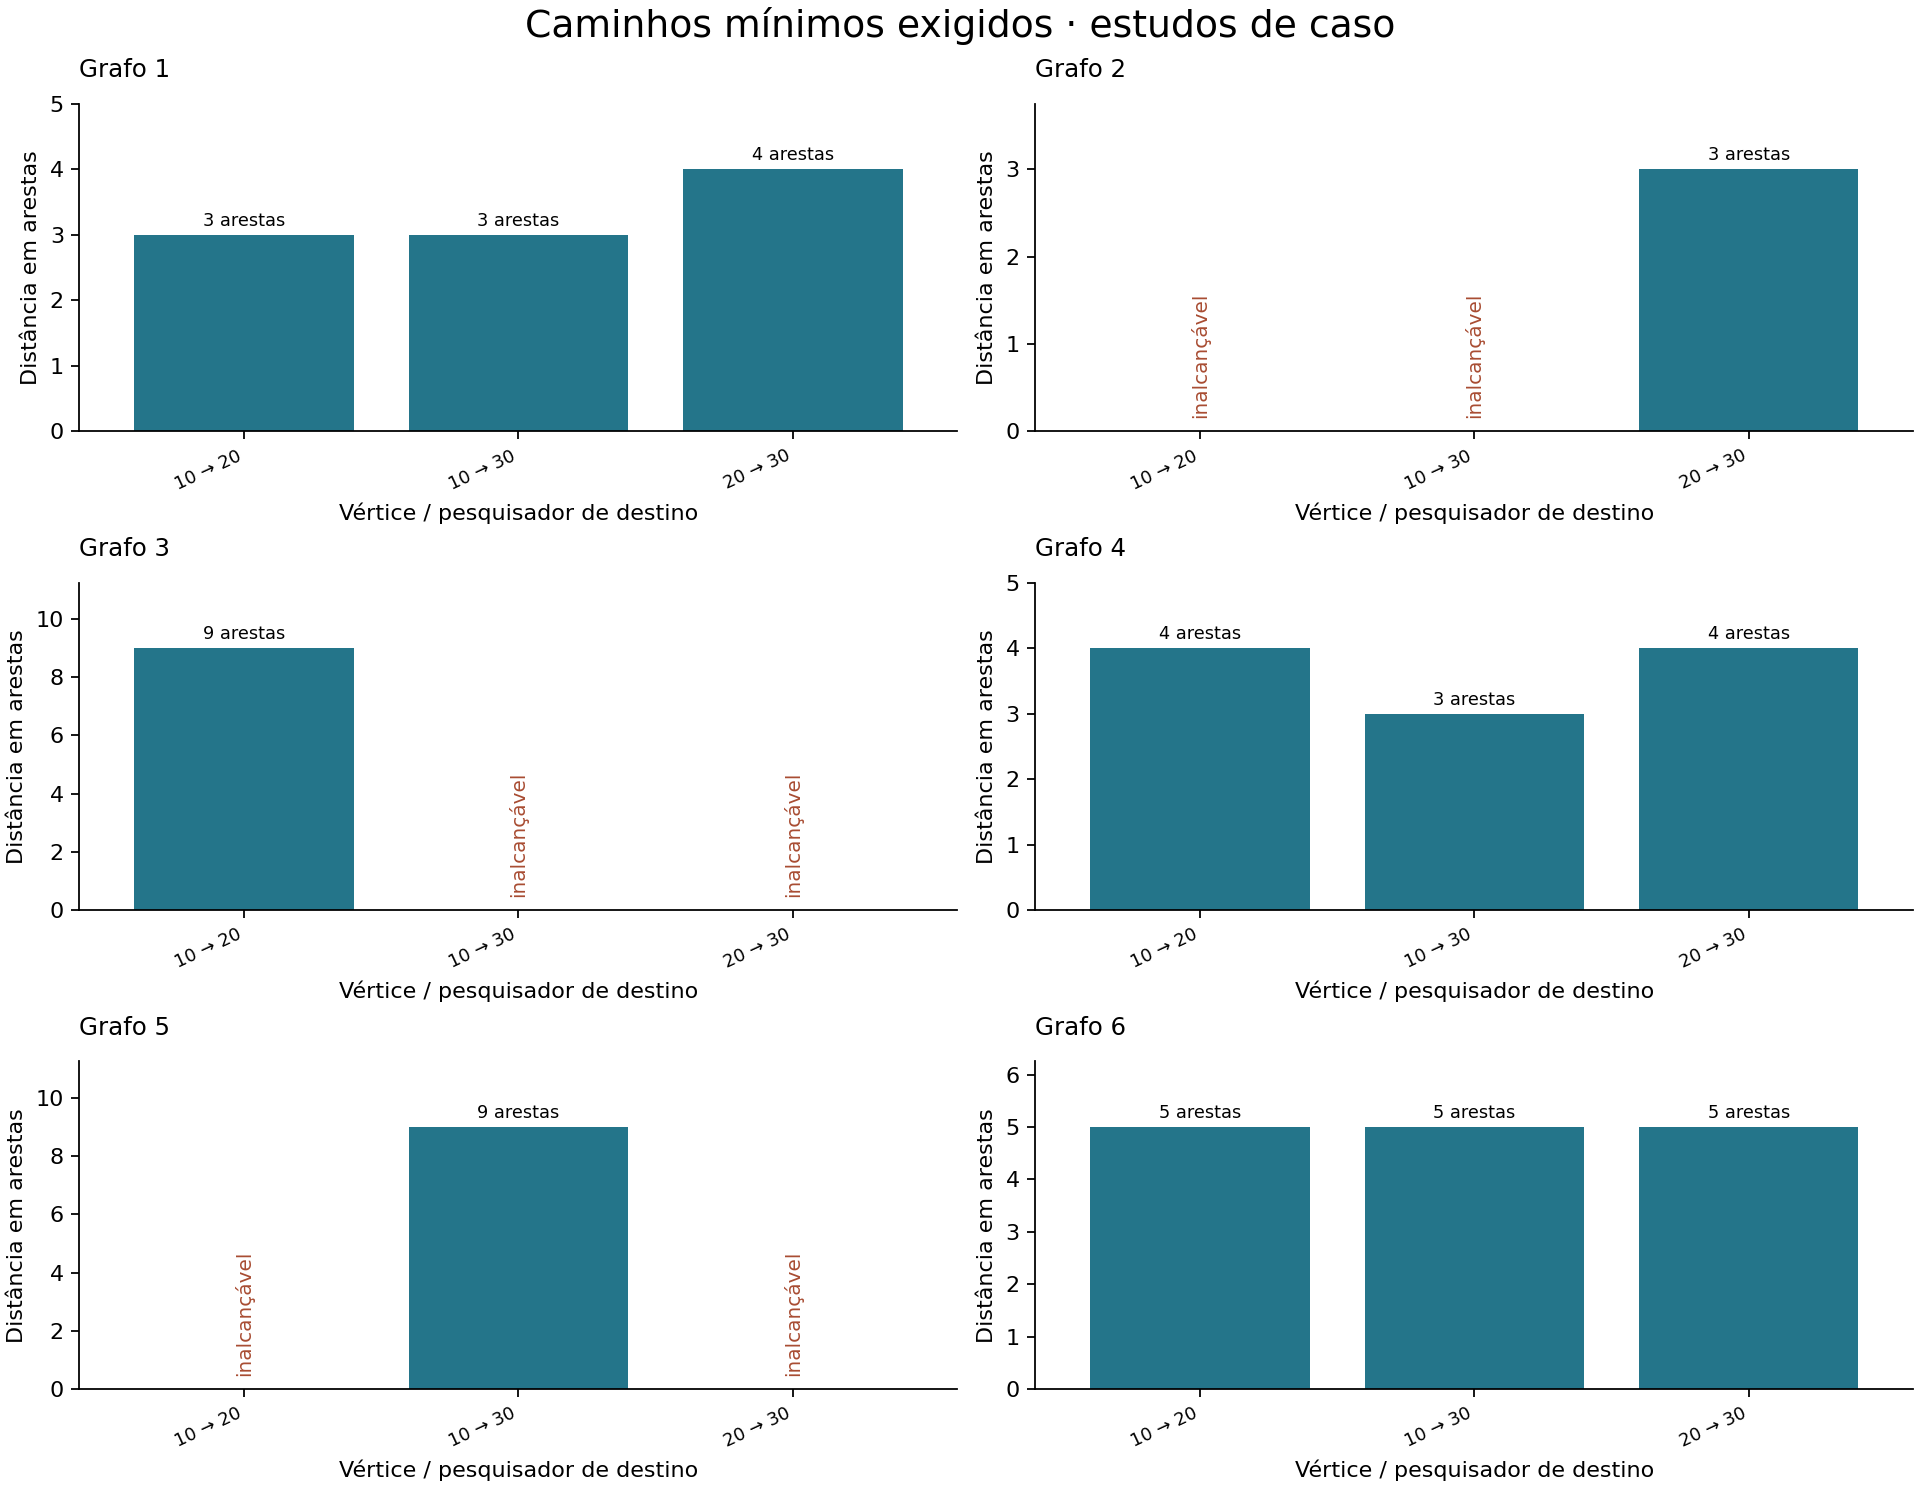 Caminhos mínimos exigidos · estudos de caso
Grafo 1
Distância em arestas
5
4
3
2
1
0
3 arestas
3 arestas
4 arestas
10 → 20
10 → 30
20 → 30
Vértice / pesquisador de destino
Grafo 2
Distância em arestas
3
2
1
0
inalcançável
inalcançável
3 arestas
10 → 20
10 → 30
20 → 30
Vértice / pesquisador de destino
Grafo 3
Distância em arestas
10
8
6
4
2
0
9 arestas
inalcançável
inalcançável
10 → 20
10 → 30
20 → 30
Vértice / pesquisador de destino
Grafo 4
Distância em arestas
5
4
3
2
1
0
4 arestas
3 arestas
4 arestas
10 → 20
10 → 30
20 → 30
Vértice / pesquisador de destino
Grafo 5
Distância em arestas
10
8
6
4
2
0
inalcançável
9 arestas
inalcançável
10 → 20
10 → 30
20 → 30
Vértice / pesquisador de destino
Grafo 6
Distância em arestas
6
5
4
3
2
1
0
5 arestas
5 arestas
5 arestas
10 → 20
10 → 30
20 → 30
Vértice / pesquisador de destino